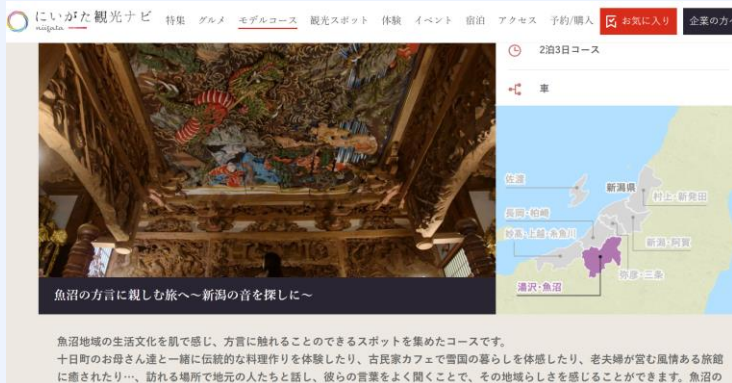 にいがた観光ナビ
niigata
特集 グルメ モデルコース 観光スポット 体験 イベント 宿泊 アクセス 予約/購入 お気に入り 企業の方へ
2泊3日コース
車
佐渡
新潟県
村上・新発田
長岡・柏崎
妙高・上越・糸魚川
新潟・阿賀
弥彦・三条
湯沢・魚沼
魚沼の方言に親しむ旅へ~新潟の音を探しに~
魚沼地域の生活文化を肌で感じ、方言に触れることのできるスポットを集めたコースです。
十日町のお母さん達と一緒に伝統的な料理作りを体験したり、古民家カフェで雪国の暮らしを体感したり、老夫婦が営む風情ある旅館
に癒されたり…、訪れる場所で地元の人たちと話し、彼らの言葉をよく聞くことで、その地域らしさを感じることができます。魚沼の